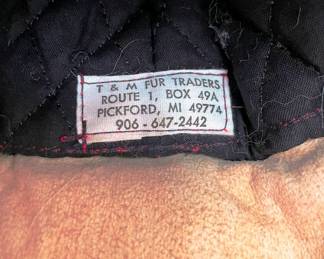 T & M FUR TRADERS
ROUTE 1, BOX 49A
PICKFORD, MI 49774
906 - 647-2442